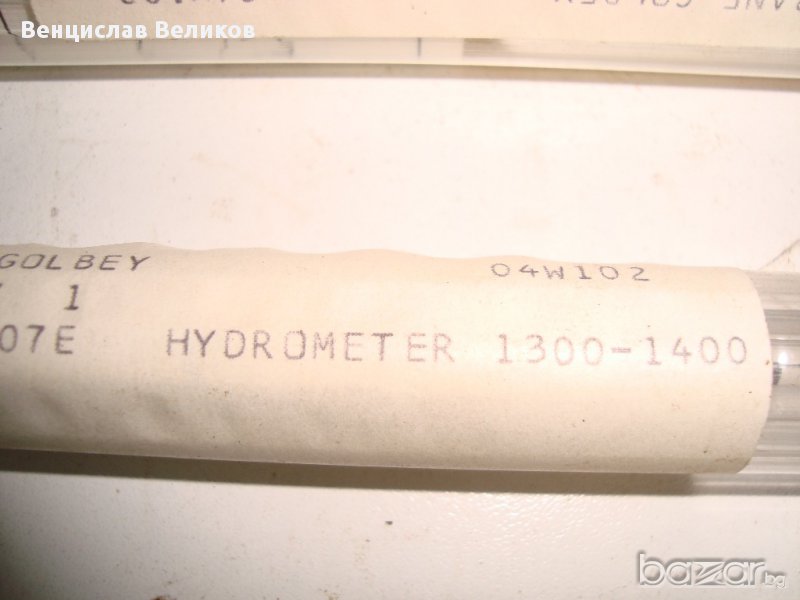 Венцислав Великов
GOLBEY
04W102
1
07E HYDROMETER 1300-1400
bazar.bg